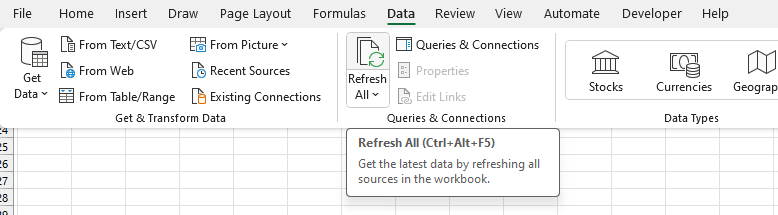 File Home Insert Draw Page Layout Formulas Data Review View Automate Developer Help
Get Data
From Text/CSV
From Web
From Table/Range
From Picture
Recent Sources
Existing Connections
Get & Transform Data
Refresh All
Queries & Connections
Properties
Edit Links
Queries & Connections
Stocks
Currencies
Geograp
Data Types
Refresh All (Ctrl+Alt+F5)
Get the latest data by refreshing all
sources in the workbook.
24
25
26
27
28